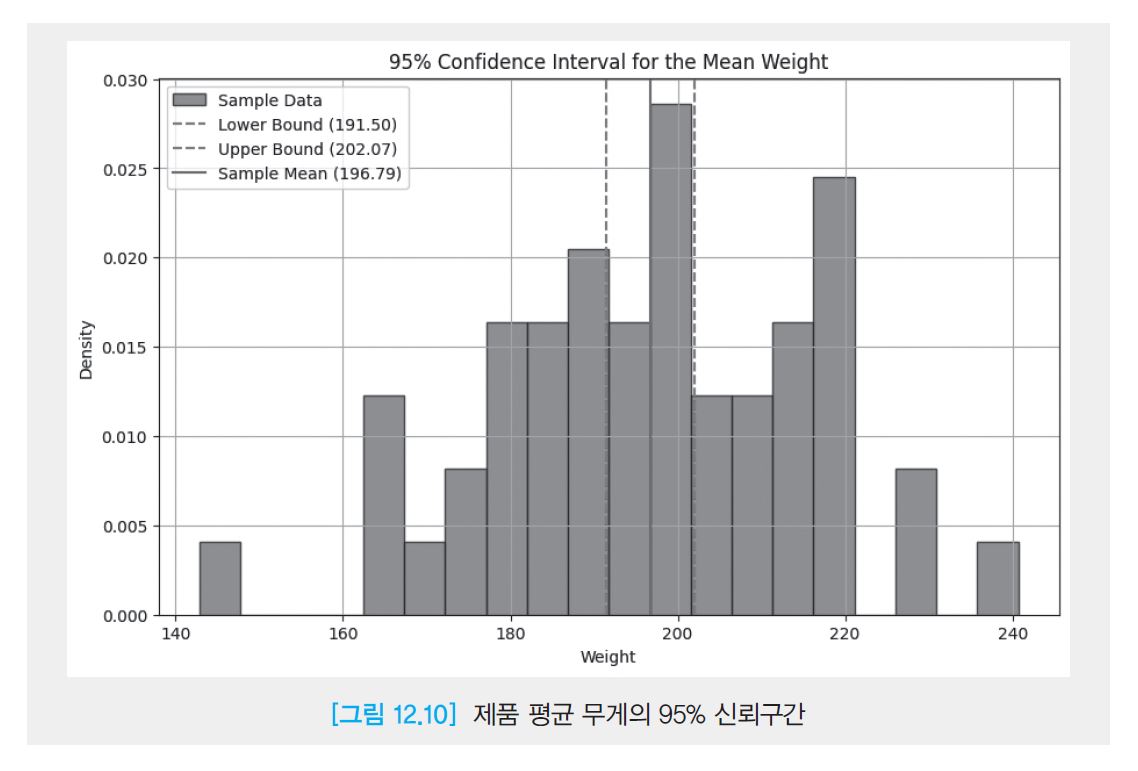 95% Confidence Interval for the Mean Weight
Sample Data
Lower Bound (191.50)
Upper Bound (202.07)
Sample Mean (196.79)
0.030
0.025
0.020
0.015
0.010
0.005
0.000
Density
140 160 180 200 220 240
Weight
[그림 12.10] 제품 평균 무게의 95% 신뢰구간